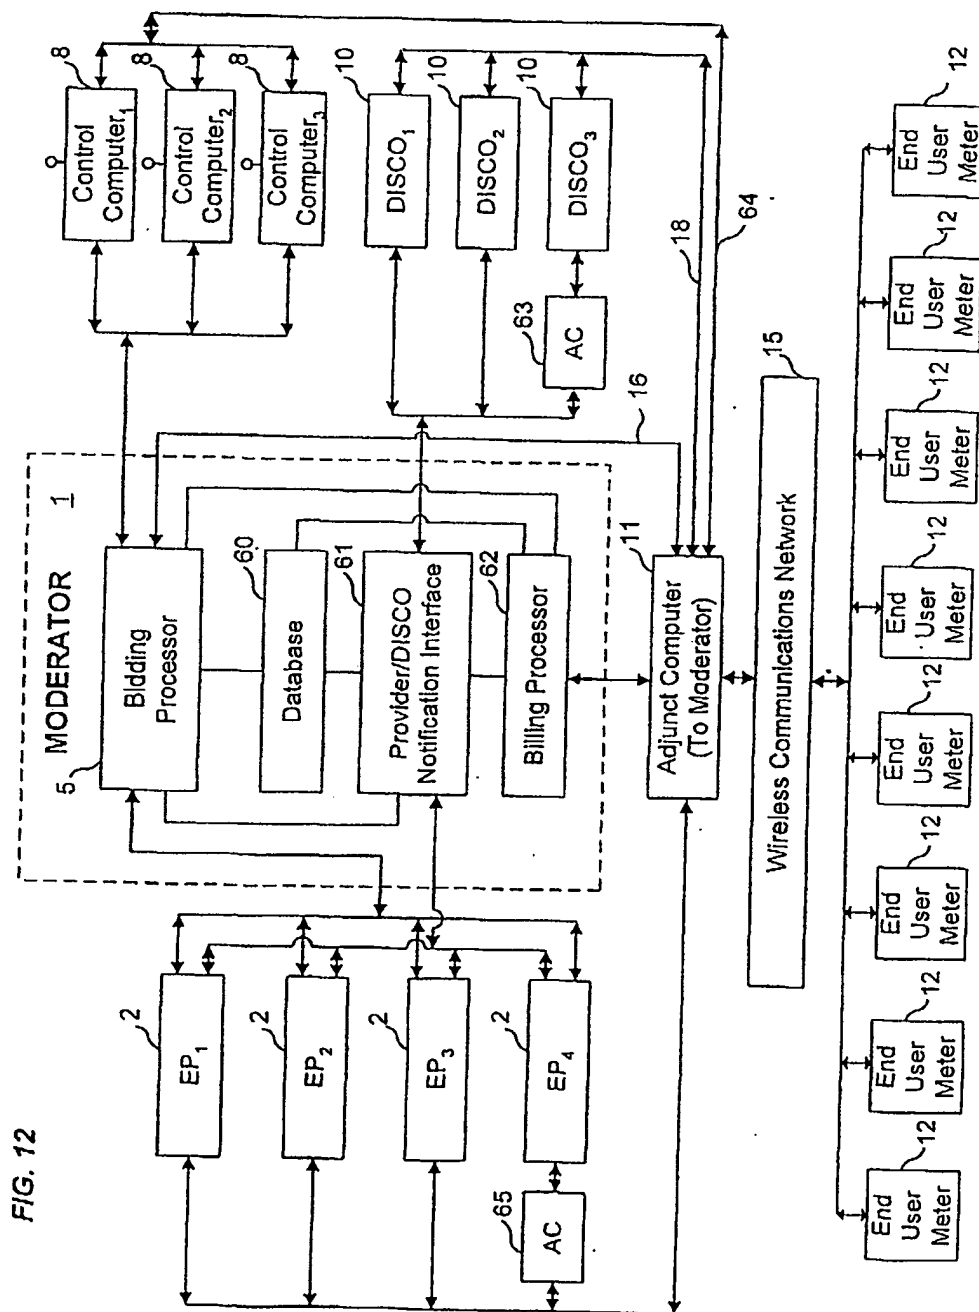 FIG. 12
MODERATOR
1
5
Bidding
Processor
60
Database
61
Provider/DISCO
Notification Interface
62
Billing Processor
2
EP1
2
EP2
2
EP3
2
EP4
65
AC
8
Control
Computer1
8
Control
Computer2
8
Control
Computer3
10
DISCO1
10
DISCO2
10
DISCO3
63
AC
16
18
64
11
Adjunct Computer
(To Moderator)
15
Wireless Communications Network
12
End
User
Meter
12
End
User
Meter
12
End
User
Meter
12
End
User
Meter
12
End
User
Meter
12
End
User
Meter
12
End
User
Meter
12
End
User
Meter